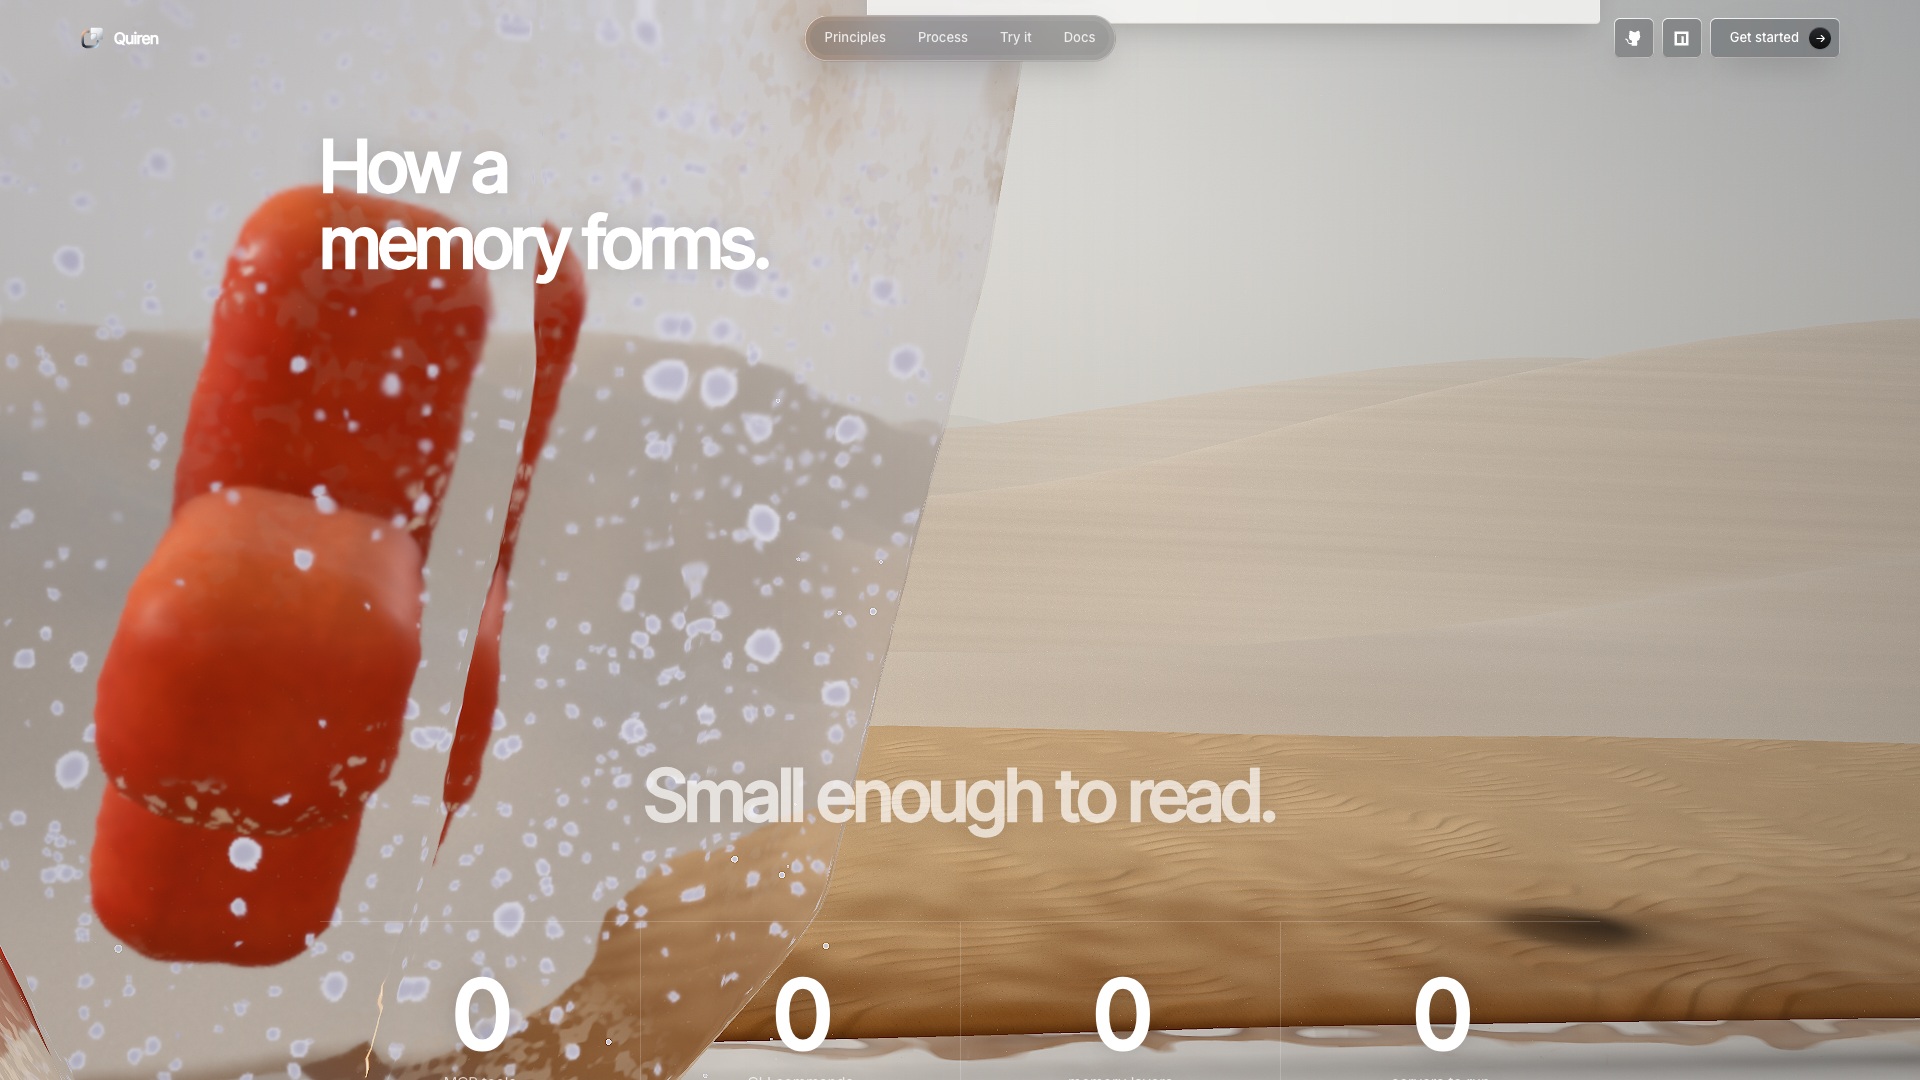 Quiren
Principles
Process
Try it
Docs
Get started
How a
memory forms.
Small enough to read.
0
0
0
0